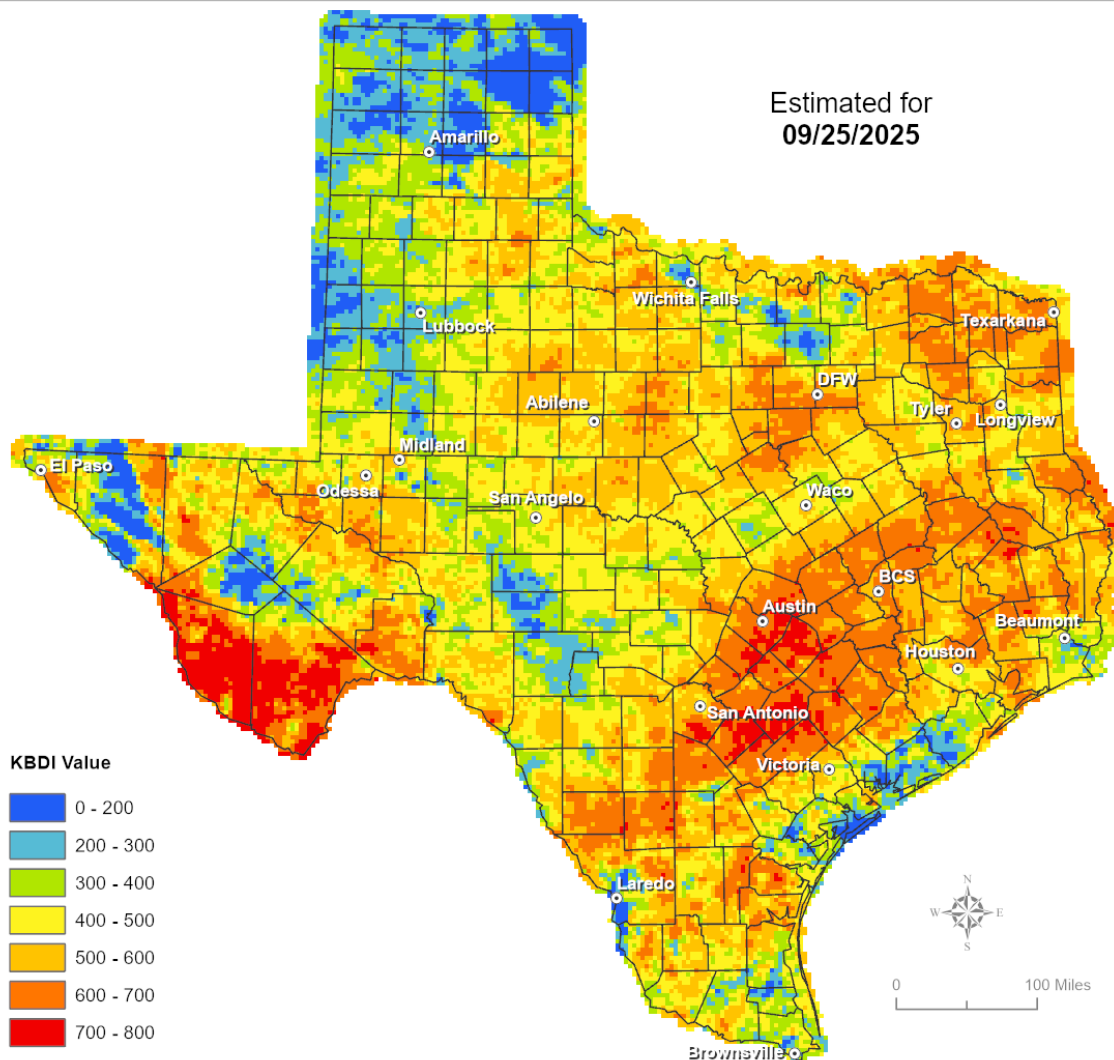 Estimated for
09/25/2025
Amarillo
Wichita Falls
Lubbock
Texarkana
DFW
Abilene
Tyler
Longview
Midland
El Paso
Odessa
San Angelo
Waco
BCS
Austin
Beaumont
Houston
San Antonio
Victoria
KBDI Value
0 - 200
200 - 300
300 - 400
400 - 500
500 - 600
600 - 700
700 - 800
Laredo
N
W E
S
0 100 Miles
Brownsville